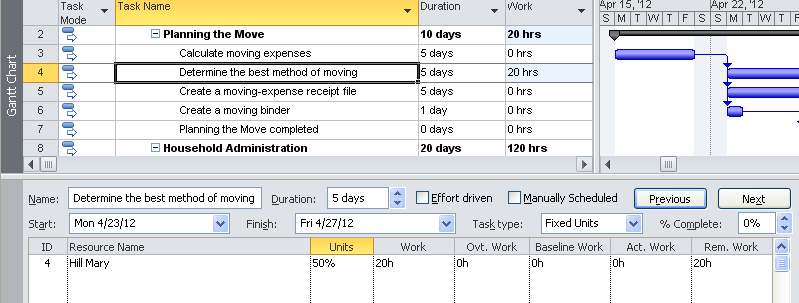 Task Mode Task Name Duration Work Apr 15, '12 Apr 22, '12
S M T W T F S S M T W T
2 Planning the Move 10 days 20 hrs
3 Calculate moving expenses 5 days 0 hrs
4 Determine the best method of moving 5 days 20 hrs
5 Create a moving-expense receipt file 5 days 0 hrs
6 Create a moving binder 1 day 0 hrs
7 Planning the Move completed 0 days 0 hrs
8 Household Administration 20 days 120 hrs
Gantt Chart
Name: Determine the best method of moving Duration: 5 days Effort driven Manually Scheduled Previous Next
Start: Mon 4/23/12 Finish: Fri 4/27/12 Task type: Fixed Units % Complete: 0%
ID Resource Name Units Work Ovt. Work Baseline Work Act. Work Rem. Work
4 Hill Mary 50% 20h 0h 0h 0h 20h